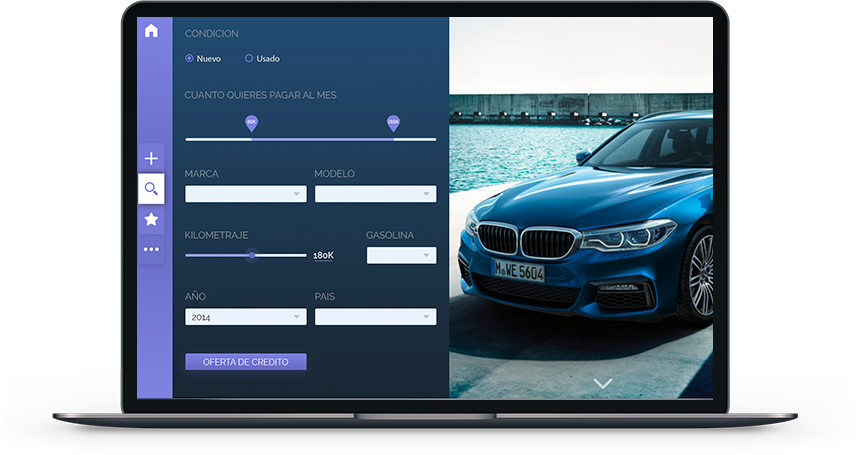 CONDICION
Nuevo Usado
CUANTO QUIERES PAGAR AL MES
80K 280K
MARCA MODELO
KILOMETRAJE GASOLINA
180K
AÑO PAIS
2014
OFERTA DE CREDITO
M WE 5604